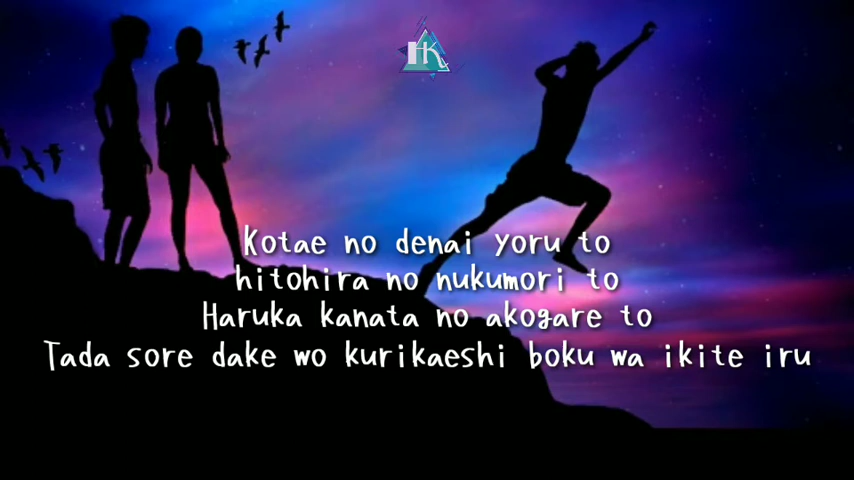 HK
Kotae no denai yoru to
hitohira no nukumori to
Haruka kanata no akogare to
Tada sore dake wo kurikaeshi boku wa ikite iru